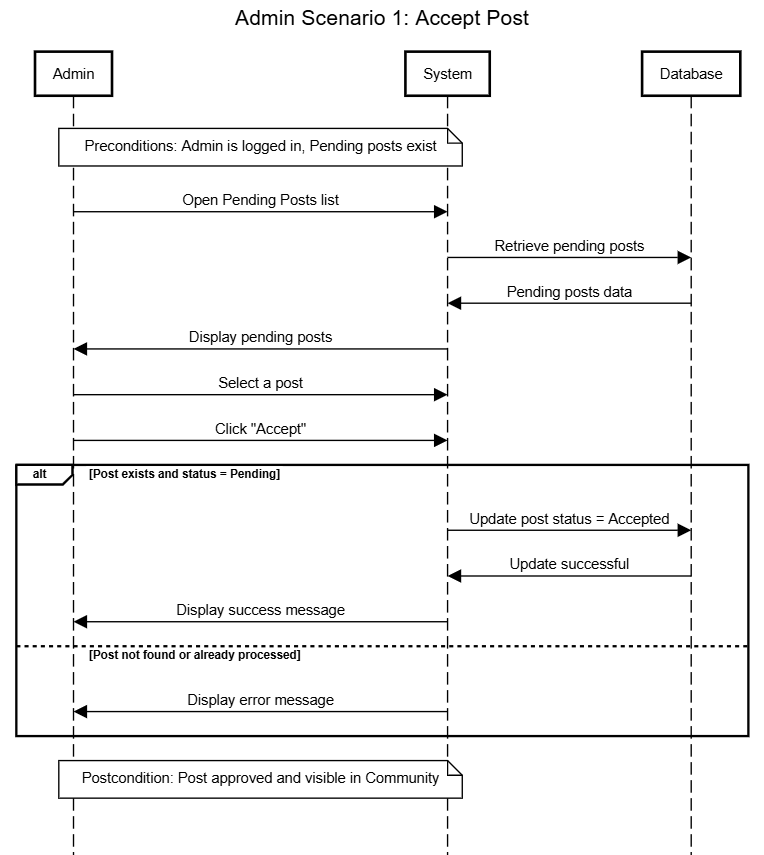 Admin Scenario 1: Accept Post
Admin
System
Database
Preconditions: Admin is logged in, Pending posts exist
Open Pending Posts list
Retrieve pending posts
Pending posts data
Display pending posts
Select a post
Click "Accept"
alt
[Post exists and status = Pending]
Update post status = Accepted
Update successful
Display success message
[Post not found or already processed]
Display error message
Postcondition: Post approved and visible in Community